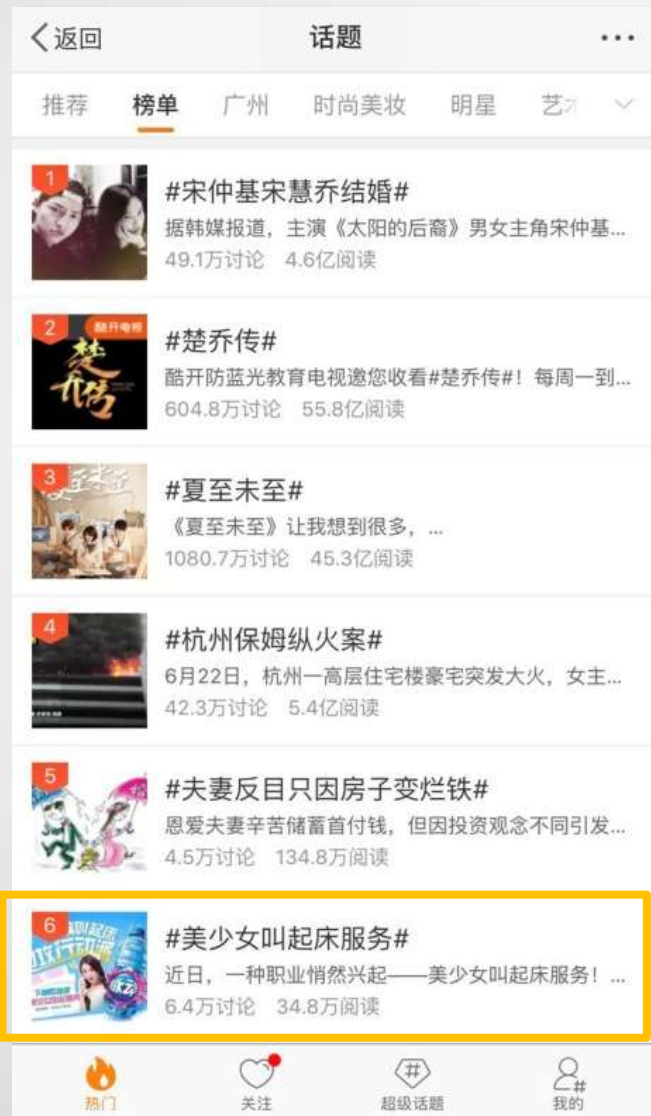 返回
话题
推荐 榜单 广州 时尚美妆 明星
1
#宋仲基宋慧乔结婚#
据韩媒报道，主演《太阳的后裔》男女主角宋仲基...
49.1万讨论 4.6亿阅读
2
酷开电视
楚乔传
#楚乔传#
酷开防蓝光教育电视邀您收看#楚乔传#！每周一到...
604.8万讨论 55.8亿阅读
3
#夏至未至#
《夏至未至》让我想到很多，...
1080.7万讨论 45.3亿阅读
4
#杭州保姆纵火案#
6月22日，杭州一高层住宅楼豪宅突发大火，女主...
42.3万讨论 5.4亿阅读
5
#夫妻反目只因房子变烂铁#
恩爱夫妻辛苦储蓄首付钱，但因投资观念不同引发...
4.5万讨论 134.8万阅读
6
#美少女叫起床服务#
近日，一种职业悄然兴起——美少女叫起床服务！...
6.4万讨论 34.8万阅读
热门
关注
超级话题
我的